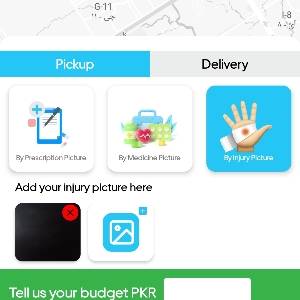 G-11
جی - ۱۱
I-8
Pickup
Delivery
By Prescription Picture
By Medicine Picture
By Injury Picture
Add your injury picture here
Tell us your budget PKR